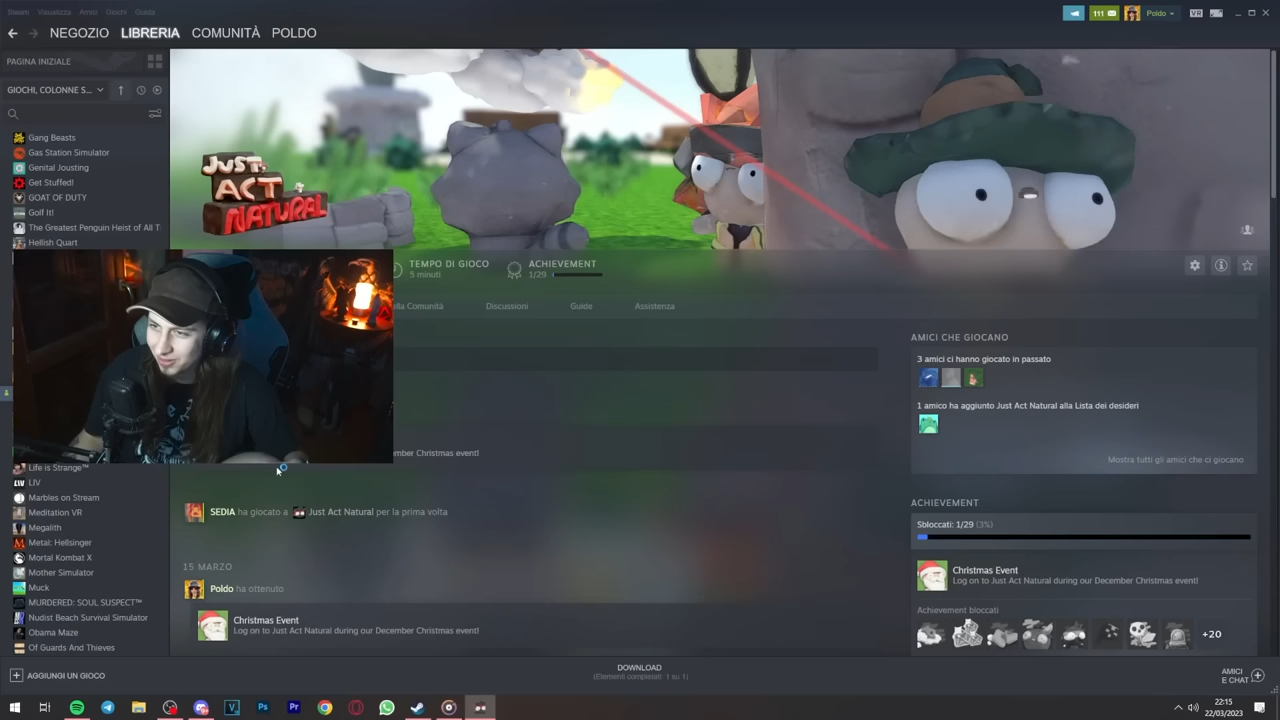 Steam Visualizza Amici Giochi Guida
111 Poldo VR
NEGOZIO LIBRERIA COMUNITÀ POLDO
PAGINA INIZIALE
GIOCHI, COLONNE S...
Gang Beasts
Gas Station Simulator
Genital Jousting
Get Stuffed!
GOAT OF DUTY
Golf It!
The Greatest Penguin Heist of All T
Hellish Quart
Life is Strange™
LIV LIV
Marbles on Stream
Meditation VR
Megalith
Metal: Hellsinger
Mortal Kombat X
Mother Simulator
Muck
MURDERED: SOUL SUSPECT™
Nudist Beach Survival Simulator
Obama Maze
Of Guards And Thieves
AGGIUNGI UN GIOCO
JUST
ACT
NATURAL
TEMPO DI GIOCO
5 minuti
ACHIEVEMENT
1/29
lla Comunità Discussioni Guide Assistenza
mber Christmas event!
SEDIA ha giocato a Just Act Natural per la prima volta
15 MARZO
Poldo ha ottenuto
Christmas Event
Log on to Just Act Natural during our December Christmas event!
AMICI CHE GIOCANO
3 amici ci hanno giocato in passato
1 amico ha aggiunto Just Act Natural alla Lista dei desideri
Mostra tutti gli amici che ci giocano
ACHIEVEMENT
Sbloccati: 1/29 (3%)
Christmas Event
Log on to Just Act Natural during our December Christmas event!
Achievement bloccati
+20
DOWNLOAD
(Elementi completati: 1 su 1)
AMICI
E CHAT
V Ps Pr
22:15
22/03/2023